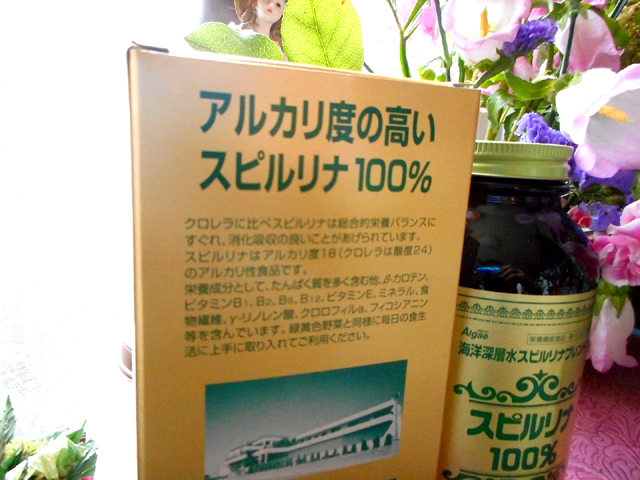 アルカリ度の高い
スピルリナ100%
クロレラに比べスピルリナは総合的栄養バランスに
すぐれ、消化吸収の良いことがあげられています。
スピルリナはアルカリ度18(クロレラは酸度24)
のアルカリ性食品です。
栄養成分として、たんぱく質を多く含む他、β-カロテン、
ビタミンB1、B2、B6、B12、ビタミンE、ミネラル、食
物繊維、γ-リノレン酸、クロロフィルa、フィコシアニン
等を含んでいます。緑黄色野菜と同様に毎日の食生
活に上手に取り入れてご利用ください。
Algae
栄養機能食品
海洋深層水スピルリナブレン
スピルリナ
100%